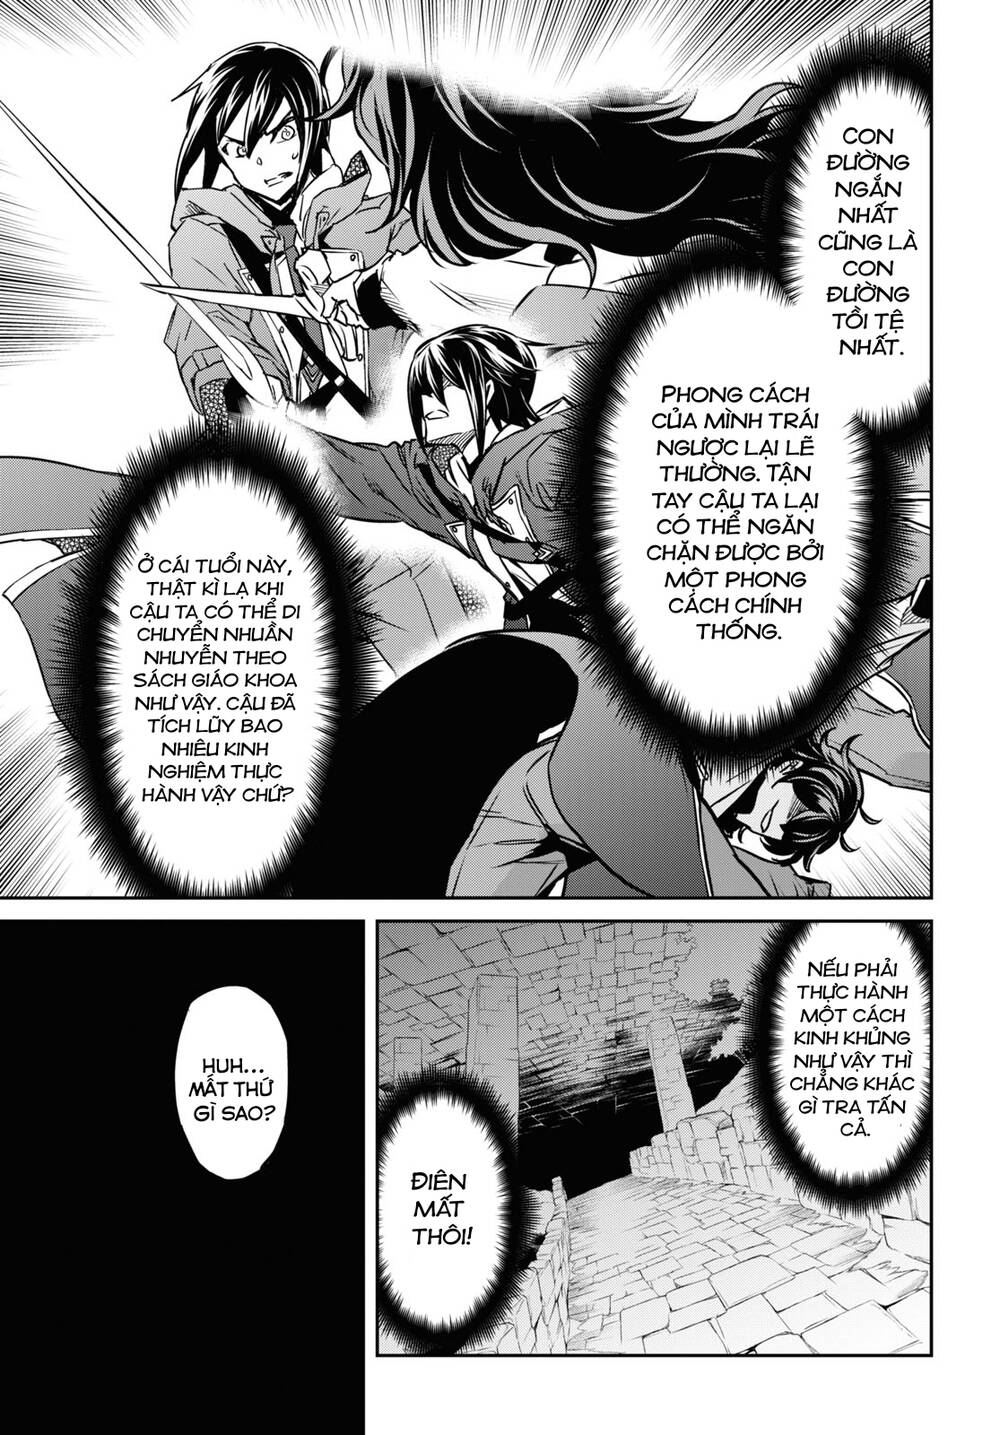 CON
ĐƯỜNG
NGẮN
NHẤT
CŨNG LÀ
CON
ĐƯỜNG
TỒI TỆ
NHẤT.
PHONG CÁCH
CỦA MÌNH TRÁI
NGƯỢC LẠI LẼ
THƯỜNG. TẬN
TAY CẬU TA LẠI
CÓ THỂ NGĂN
CHẶN ĐƯỢC BỞI
MỘT PHONG
CÁCH CHÍNH
THỐNG.
Ở CÁI TUỔI NÀY,
THẬT KÌ LẠ KHI
CẬU TA CÓ THỂ DI
CHUYỂN NHUẦN
NHUYỄN THEO
SÁCH GIÁO KHOA
NHƯ VẬY. CẬU ĐÃ
TÍCH LŨY BAO
NHIÊU KINH
NGHIỆM THỰC
HÀNH VẬY CHỨ?
NẾU PHẢI
THỰC HÀNH
MỘT CÁCH
KINH KHỦNG
NHƯ VẬY THÌ
CHẲNG KHÁC
GÌ TRA TẤN
CẢ.
ĐIÊN
MẤT
THÔI!
HUH...
MẤT THỨ
GÌ SAO?